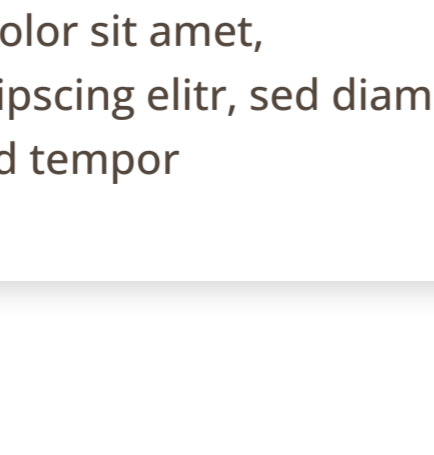 olor sit amet,
ipscing elitr, sed diam
d tempor